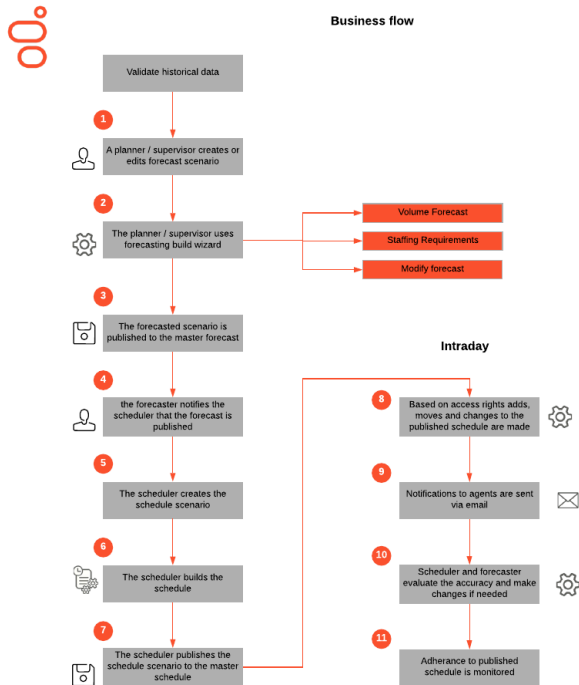 Business flow
Validate historical data
1
A planner / supervisor creates or
edits forecast scenario
2
The planner / supervisor uses
forecasting build wizard
Volume Forecast
Staffing Requirements
Modify forecast
3
The forecasted scenario is
published to the master forecast
4
the forecaster notifies the
scheduler that the forecast is
published
5
The scheduler creates the
schedule scenario
6
The scheduler builds the
schedule
7
The scheduler publishes the
schedule scenario to the master
schedule
Intraday
8
Based on access rights adds,
moves and changes to the
published schedule are made
9
Notifications to agents are sent
via email
10
Scheduler and forecaster
evaluate the accuracy and make
changes if needed
11
Adherance to published
schedule is monitored